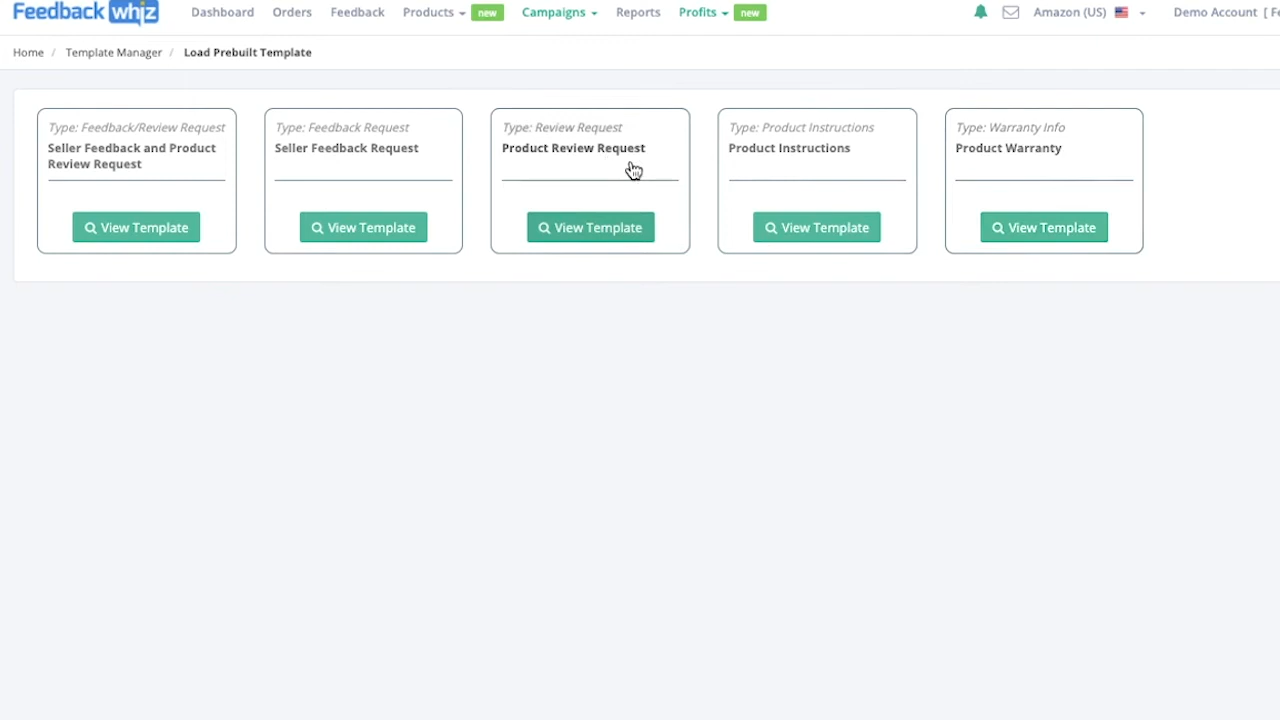 Feedback whiz Dashboard Orders Feedback Products new Campaigns Reports Profits new Amazon (US) Demo Account [ Fe
Home / Template Manager / Load Prebuilt Template
Type: Feedback/Review Request
Seller Feedback and Product
Review Request
View Template
Type: Feedback Request
Seller Feedback Request
View Template
Type: Review Request
Product Review Request
View Template
Type: Product Instructions
Product Instructions
View Template
Type: Warranty Info
Product Warranty
View Template